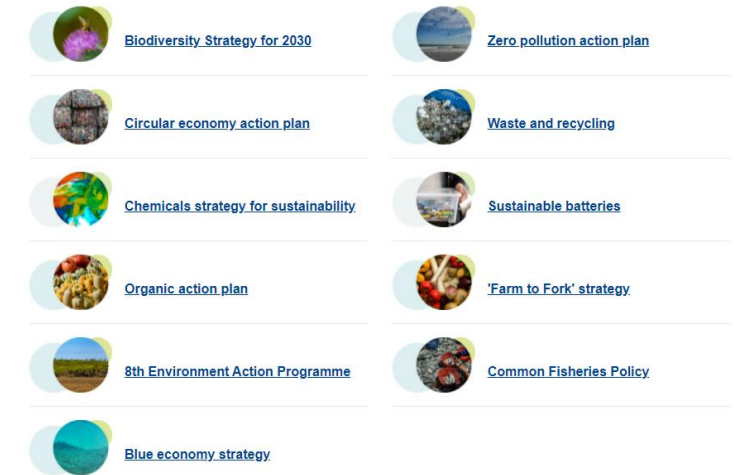 Biodiversity Strategy for 2030
Zero pollution action plan
Circular economy action plan
Waste and recycling
Chemicals strategy for sustainability
Sustainable batteries
Organic action plan
'Farm to Fork' strategy
8th Environment Action Programme
Common Fisheries Policy
Blue economy strategy